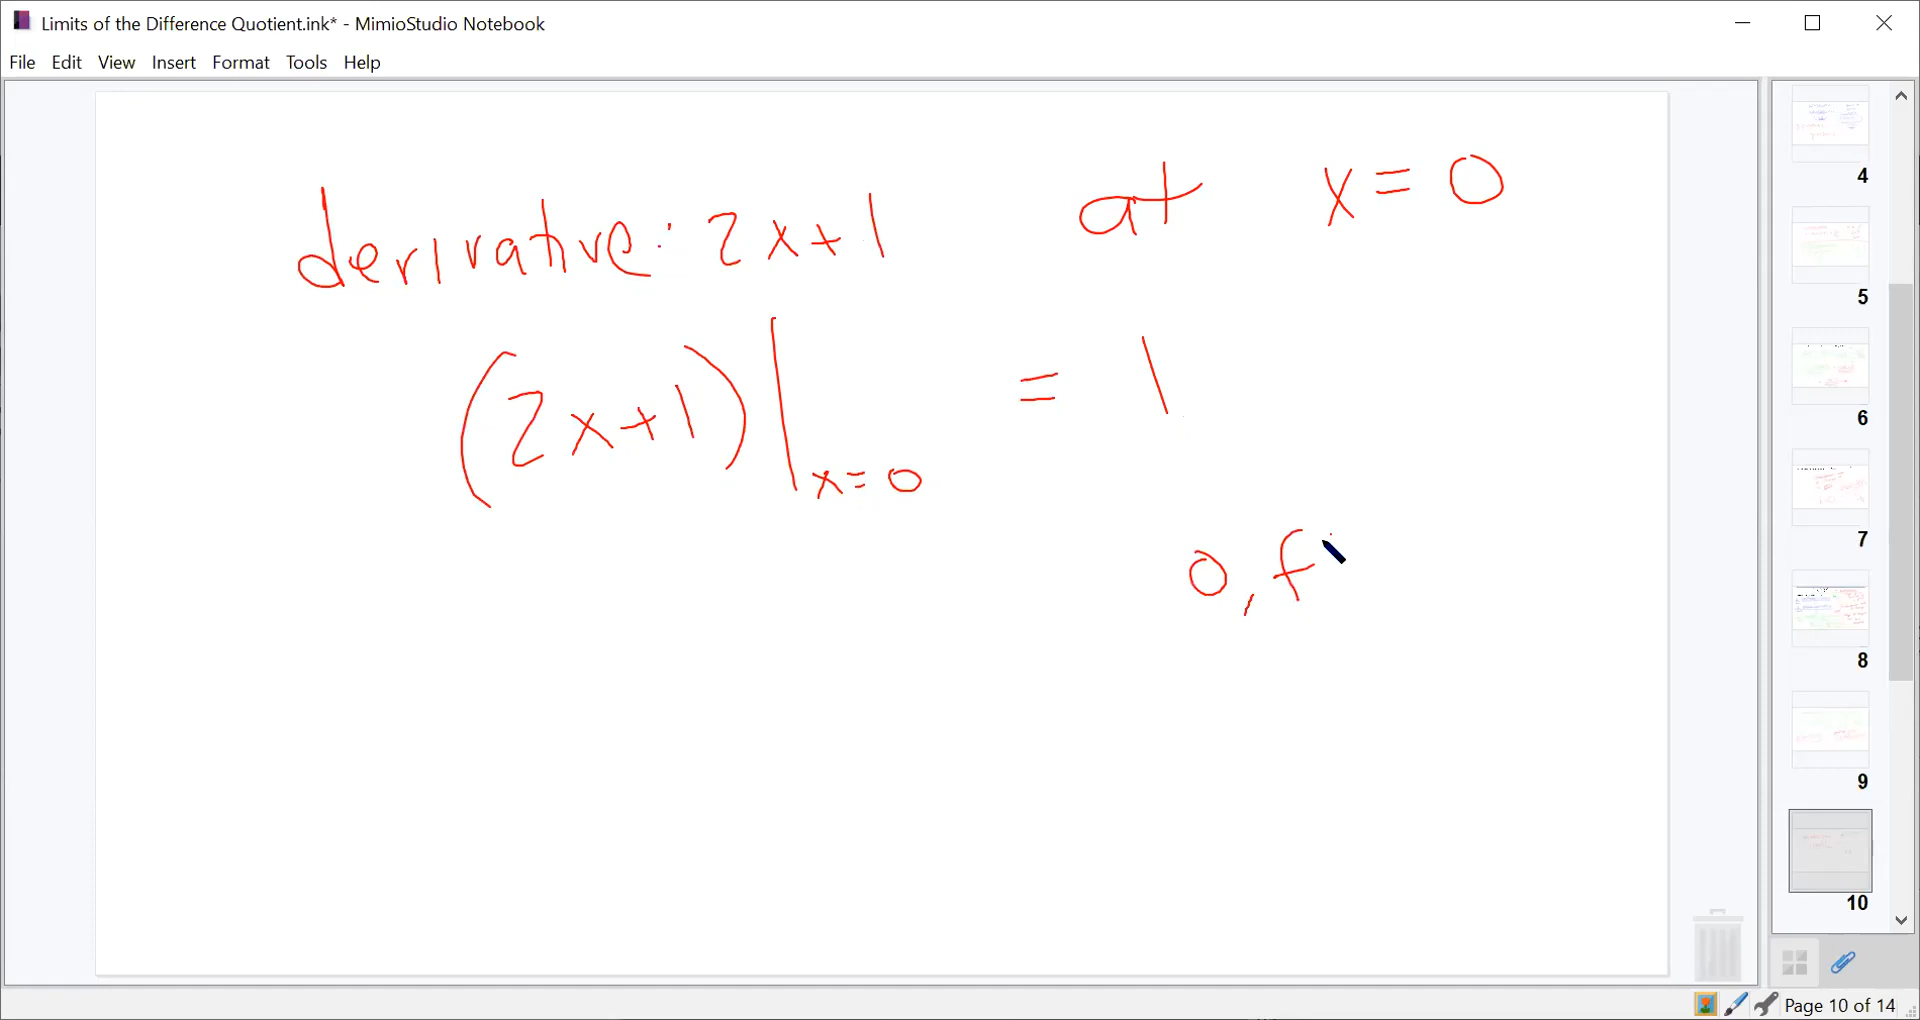 Limits of the Difference Quotient.ink* - MimioStudio Notebook
File Edit View Insert Format Tools Help
derivative: 2x+1 at x=0
(2x+1)|x=0 = 1
0, f
4
5
6
7
8
9
10
Page 10 of 14